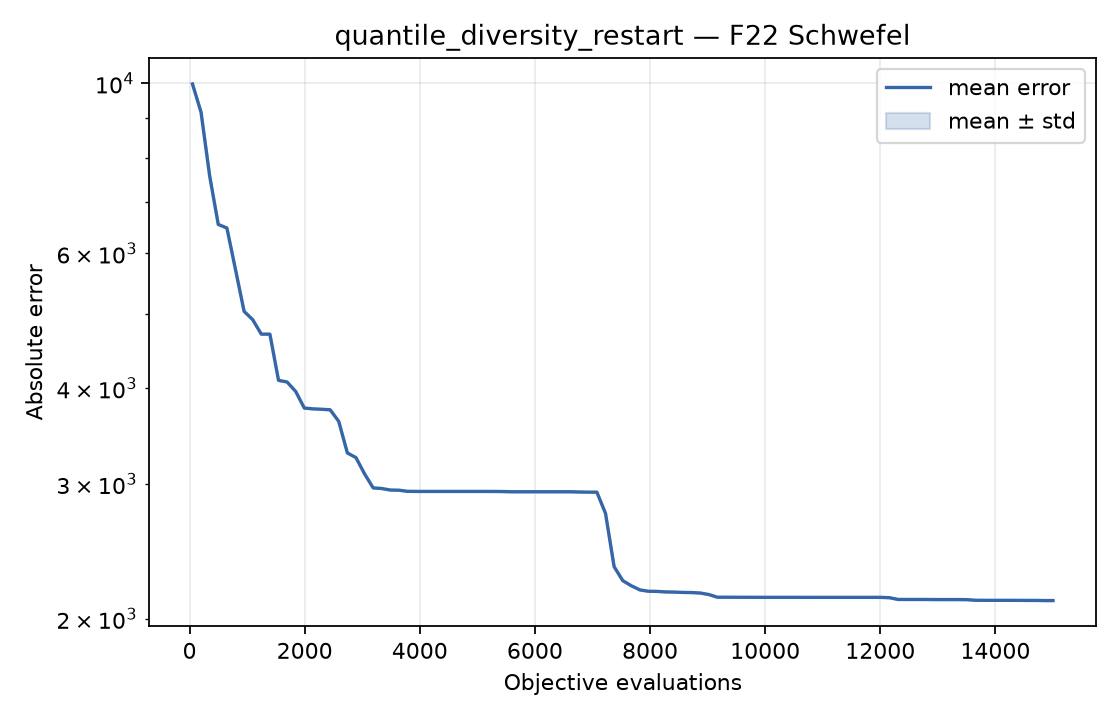 quantile_diversity_restart — F22 Schwefel
mean error
mean ± std
Absolute error
10⁴
6 × 10³
4 × 10³
3 × 10³
2 × 10³
0 2000 4000 6000 8000 10000 12000 14000
Objective evaluations